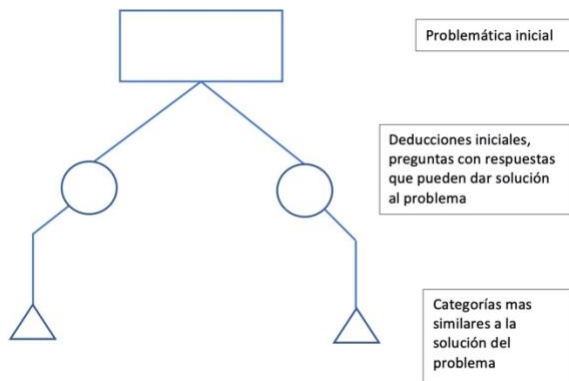 Problemática inicial
Deducciones iniciales,
preguntas con respuestas
que pueden dar solución
al problema
Categorías mas
similares a la
solución del
problema